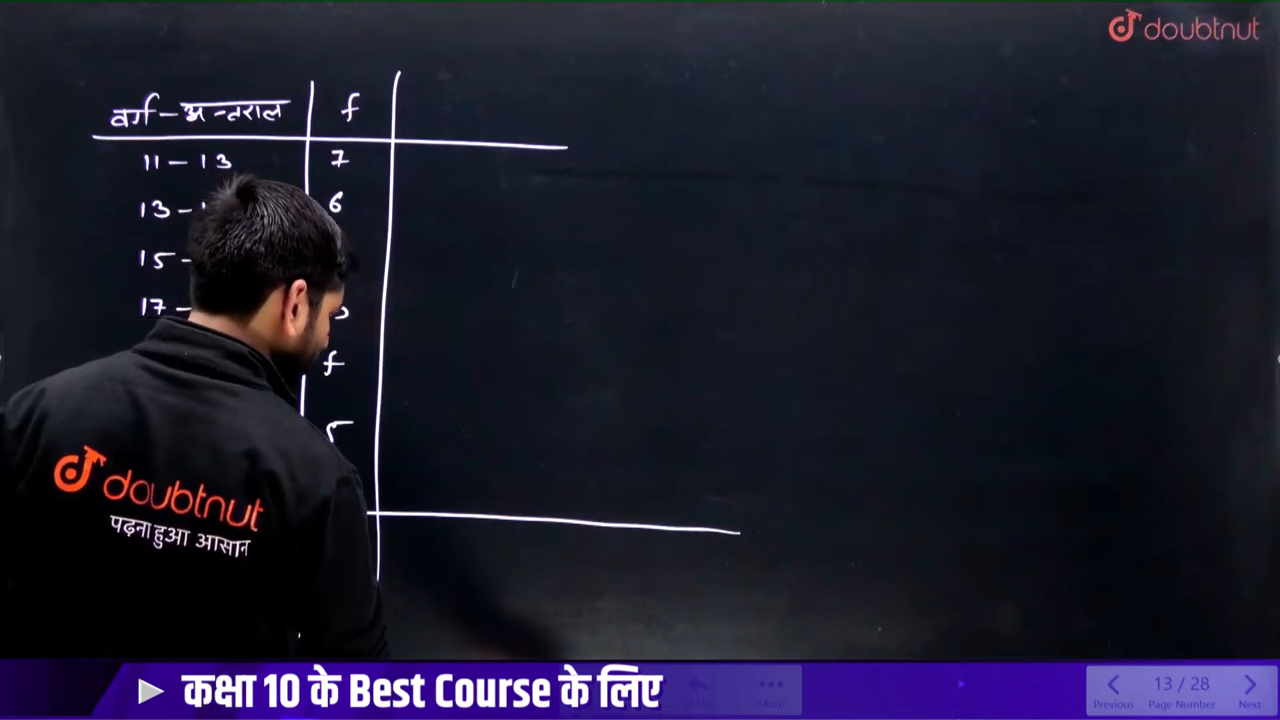 doubtnut
वर्ग-अन्तराल f
11-13 7
13- 6
15-
17-
f
5
doubtnut
पढ़ना हुआ आसान
कक्षा 10 के Best Course के लिए
13 / 28
Previous Page Number Next